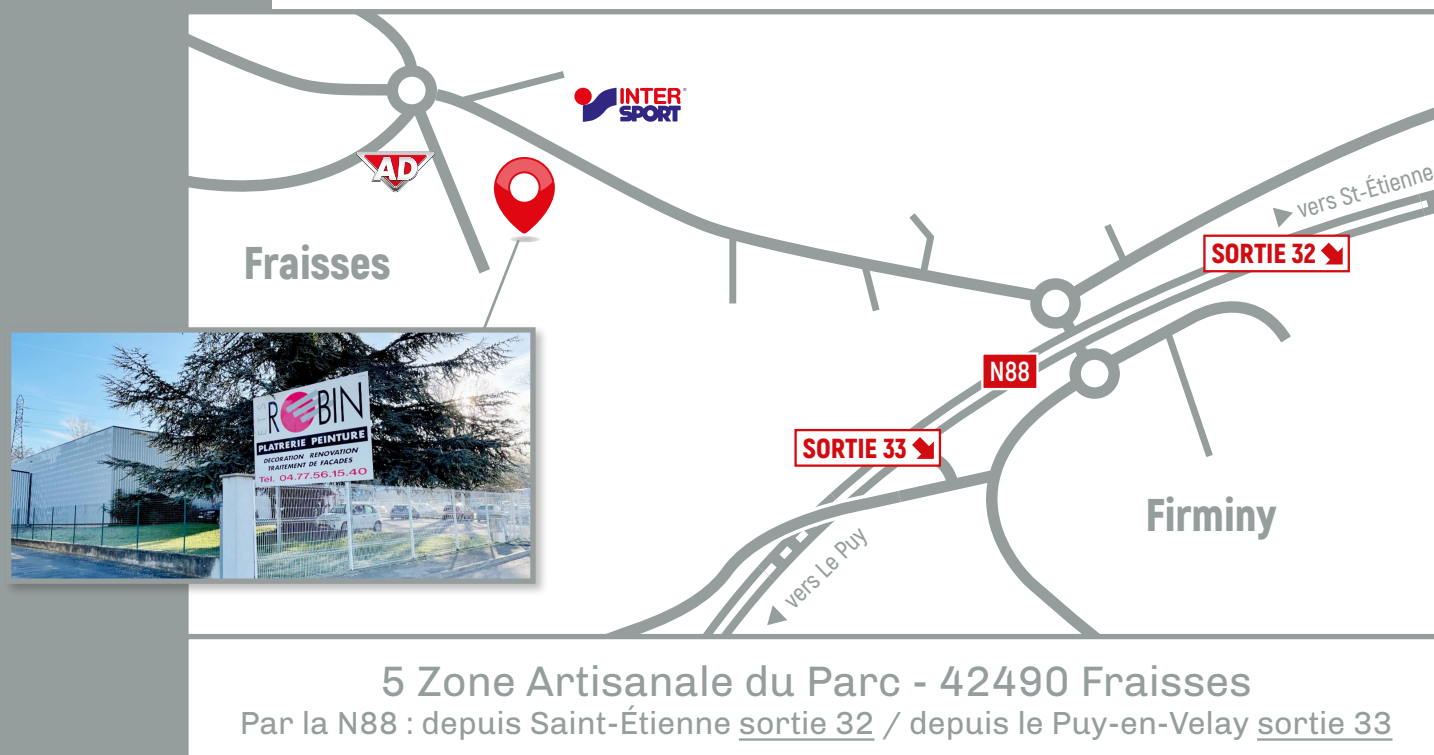 INTER
SPORT
AD
vers St-Étienne
SORTIE 32
Fraisses
N88
ETS
ROBIN
PLATRERIE PEINTURE
DECORATION RENOVATION
TRAITEMENT DE FACADES
Tél. 04.77.56.15.40
SORTIE 33
Firminy
vers Le Puy
5 Zone Artisanale du Parc - 42490 Fraisses
Par la N88 : depuis Saint-Étienne sortie 32 / depuis le Puy-en-Velay sortie 33